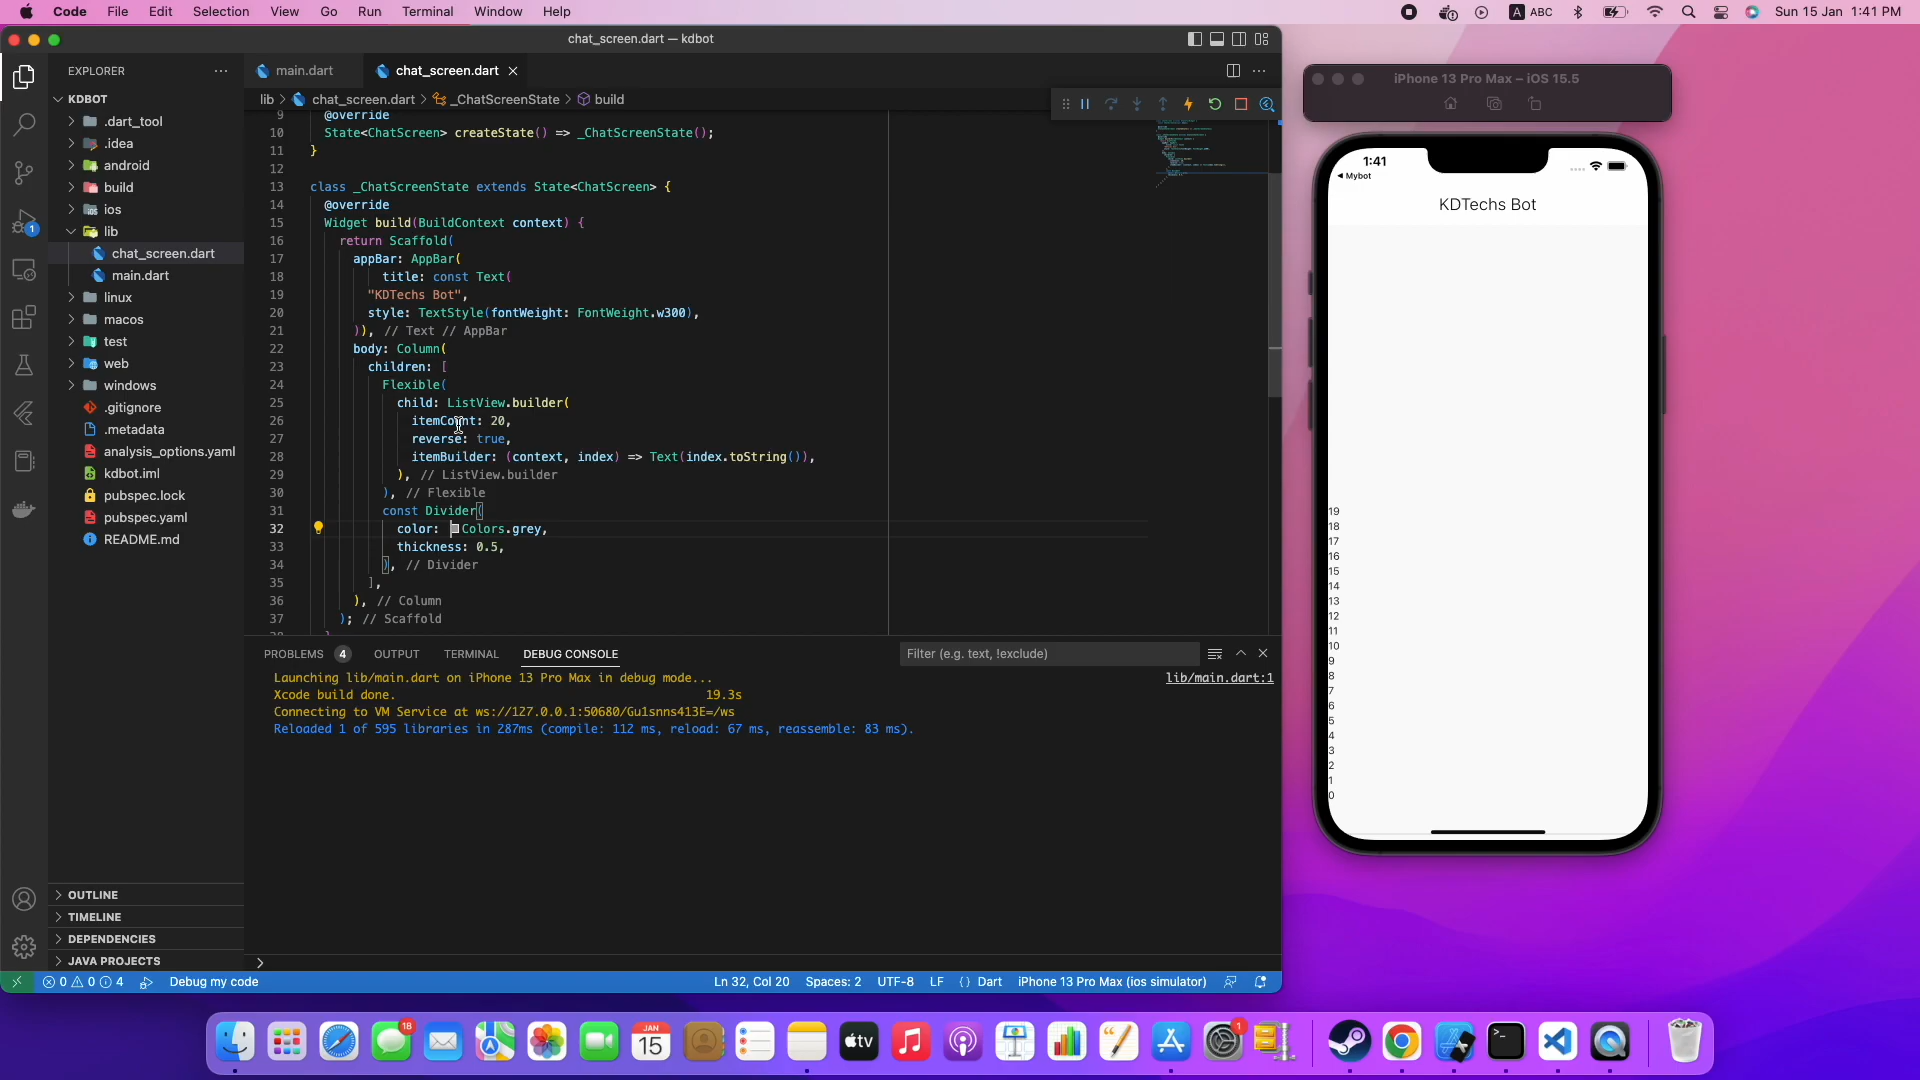 Code File Edit Selection View Go Run Terminal Window Help
A ABC Sun 15 Jan 1:41 PM
chat_screen.dart — kdbot
EXPLORER
main.dart
chat_screen.dart
lib > chat_screen.dart > _ChatScreenState > build
KDBOT
.dart_tool
.idea
android
build
ios
lib
chat_screen.dart
main.dart
linux
macos
test
web
windows
.gitignore
.metadata
analysis_options.yaml
kdbot.iml
pubspec.lock
pubspec.yaml
README.md
OUTLINE
TIMELINE
DEPENDENCIES
JAVA PROJECTS
1
9 @override
10 State<ChatScreen> createState() => _ChatScreenState();
11 }
12
13 class _ChatScreenState extends State<ChatScreen> {
14 @override
15 Widget build(BuildContext context) {
16 return Scaffold(
17 appBar: AppBar(
18 title: const Text(
19 "KDTechs Bot",
20 style: TextStyle(fontWeight: FontWeight.w300),
21 )), // Text // AppBar
22 body: Column(
23 children: [
24 Flexible(
25 child: ListView.builder(
26 itemCount: 20,
27 reverse: true,
28 itemBuilder: (context, index) => Text(index.toString()),
29 ), // ListView.builder
30 ), // Flexible
31 const Divider(
32 color: Colors.grey,
33 thickness: 0.5,
34 ), // Divider
35 ],
36 ), // Column
37 ); // Scaffold
38 }
PROBLEMS 4 OUTPUT TERMINAL DEBUG CONSOLE
Filter (e.g. text, !exclude)
Launching lib/main.dart on iPhone 13 Pro Max in debug mode...
lib/main.dart:1
Xcode build done. 19.3s
Connecting to VM Service at ws://127.0.0.1:50680/Gu1snns413E=/ws
Reloaded 1 of 595 libraries in 287ms (compile: 112 ms, reload: 67 ms, reassemble: 83 ms).
>
0 0 4 Debug my code
Ln 32, Col 20 Spaces: 2 UTF-8 LF {} Dart iPhone 13 Pro Max (ios simulator)
iPhone 13 Pro Max – iOS 15.5
1:41
Mybot
KDTechs Bot
19
18
17
16
15
14
13
12
11
10
9
8
7
6
5
4
3
2
1
0
18
JAN
15
tv
1